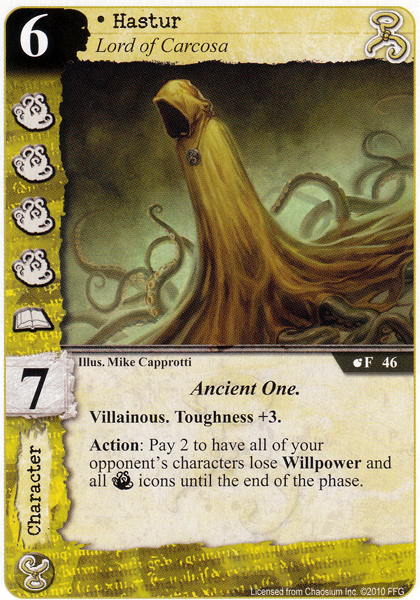 6
• Hastur
Lord of Carcosa
Illus. Mike Capprotti
F 46
7
Ancient One.
Villainous. Toughness +3.
Action: Pay 2 to have all of your
opponent's characters lose Willpower and
all icons until the end of the phase.
Character
Licensed from Chaosium Inc. ©2010 FFG